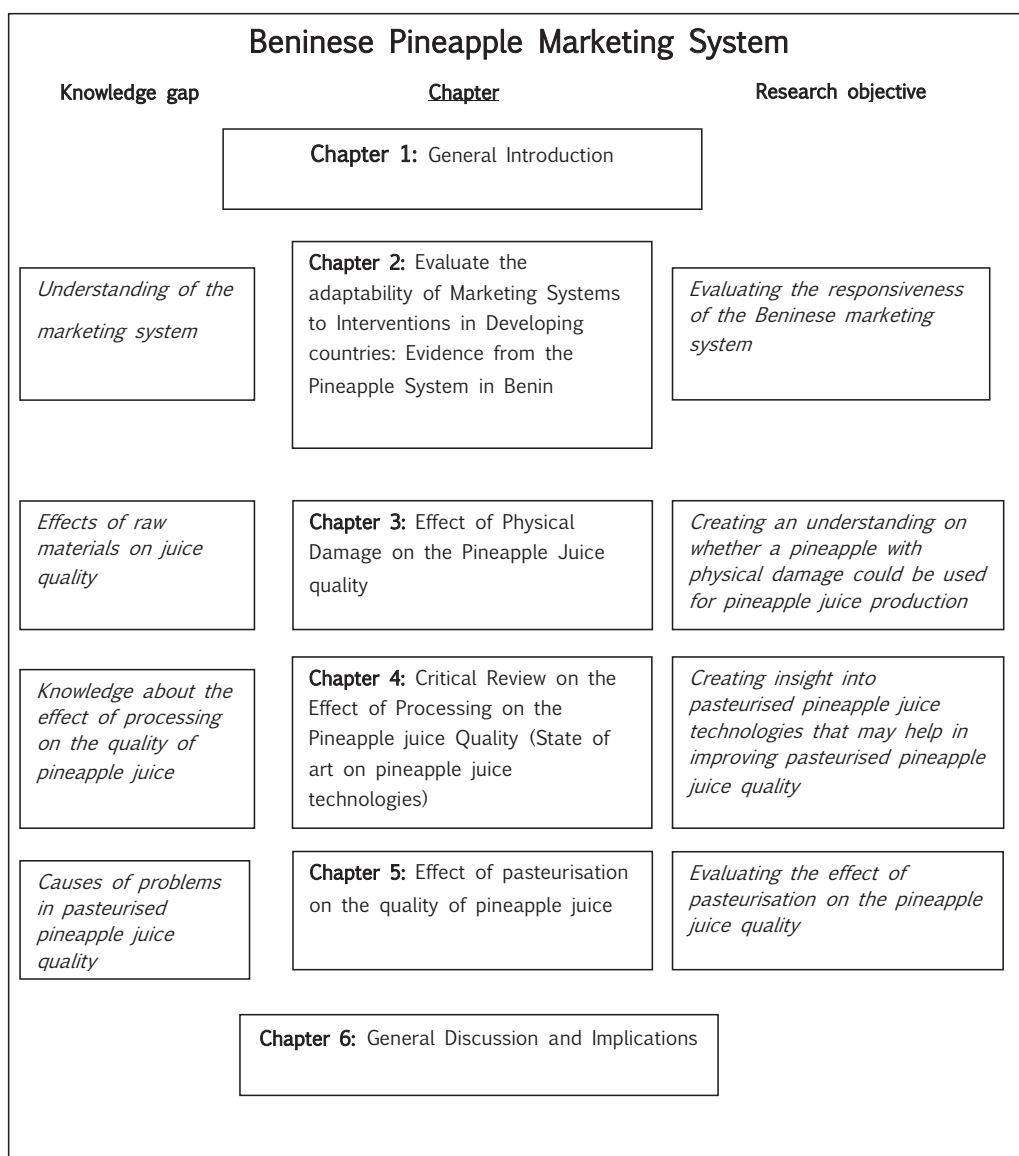 Beninese Pineapple Marketing System
Knowledge gap
Chapter
Research objective
Chapter 1: General Introduction
Understanding of the
marketing system
Chapter 2: Evaluate the
adaptability of Marketing Systems
to Interventions in Developing
countries: Evidence from the
Pineapple System in Benin
Evaluating the responsiveness
of the Beninese marketing
system
Effects of raw
materials on juice
quality
Chapter 3: Effect of Physical
Damage on the Pineapple Juice
quality
Creating an understanding on
whether a pineapple with
physical damage could be used
for pineapple juice production
Knowledge about the
effect of processing
on the quality of
pineapple juice
Chapter 4: Critical Review on the
Effect of Processing on the
Pineapple juice Quality (State of
art on pineapple juice
technologies)
Creating insight into
pasteurised pineapple juice
technologies that may help in
improving pasteurised pineapple
juice quality
Causes of problems
in pasteurised
pineapple juice
quality
Chapter 5: Effect of pasteurisation
on the quality of pineapple juice
Evaluating the effect of
pasteurisation on the pineapple
juice quality
Chapter 6: General Discussion and Implications